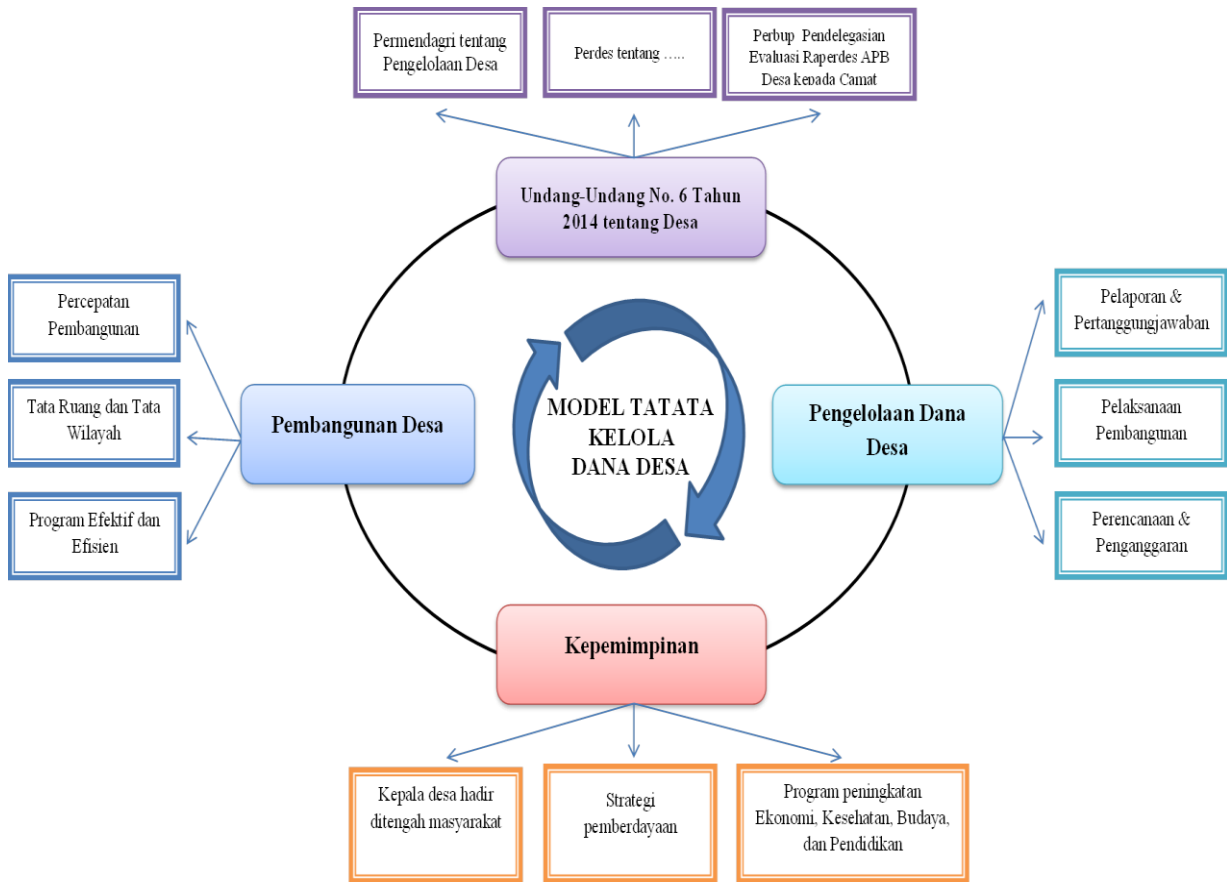 Permendagri tentang
Pengelolaan Desa
Perdes tentang .....
Perbup Pendelegasian
Evaluasi Raperdes APB
Desa kepada Camat
Undang-Undang No. 6 Tahun
2014 tentang Desa
Percepatan
Pembangunan
Tata Ruang dan Tata
Wilayah
Program Efektif dan
Efisien
Pembangunan Desa
MODEL TATATA
KELOLA
DANA DESA
Pengelolaan Dana
Desa
Pelaporan &
Pertanggungjawaban
Pelaksanaan
Pembangunan
Perencanaan &
Penganggaran
Kepemimpinan
Kepala desa hadir
ditengah masyarakat
Strategi
pemberdayaan
Program peningkatan
Ekonomi, Kesehatan, Budaya,
dan Pendidikan